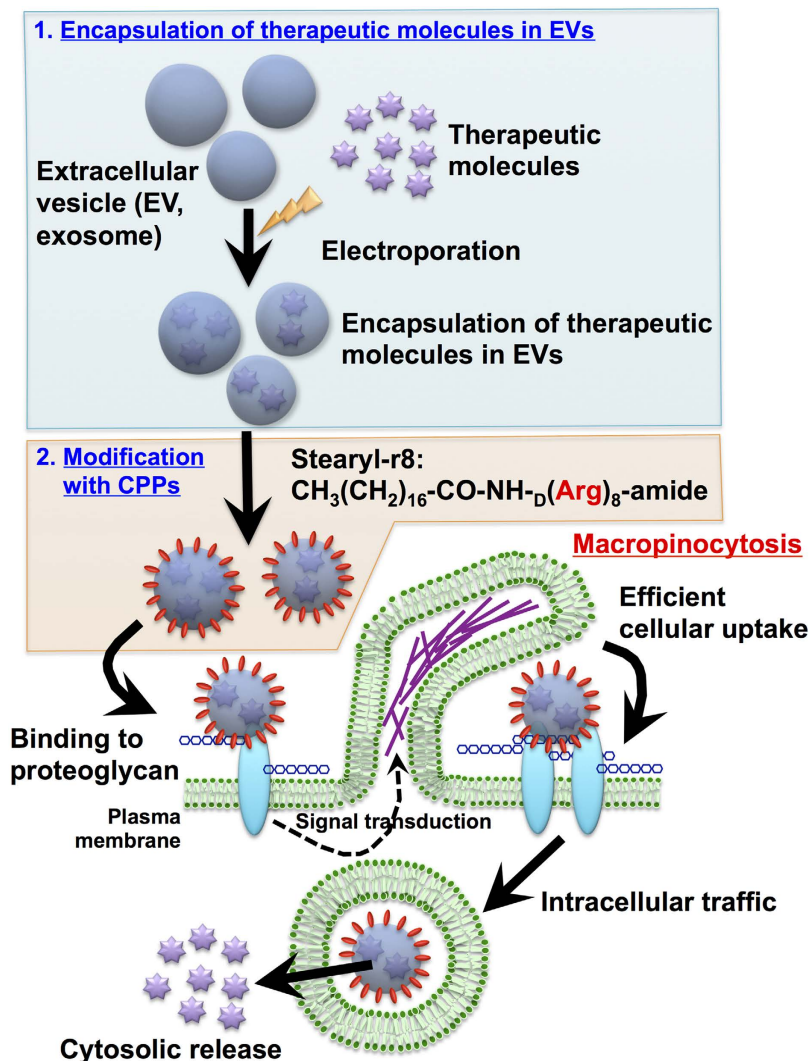 1. Encapsulation of therapeutic molecules in EVs
Therapeutic
molecules
Extracellular
vesicle (EV,
exosome)
Electroporation
Encapsulation of therapeutic
molecules in EVs
2. Modification
with CPPs
Stearyl-r8:
CH₃(CH₂)₁₆-CO-NH-D(Arg)₈-amide
Macropinocytosis
Efficient
cellular uptake
Binding to
proteoglycan
Plasma
membrane
Signal transduction
Intracellular traffic
Cytosolic release